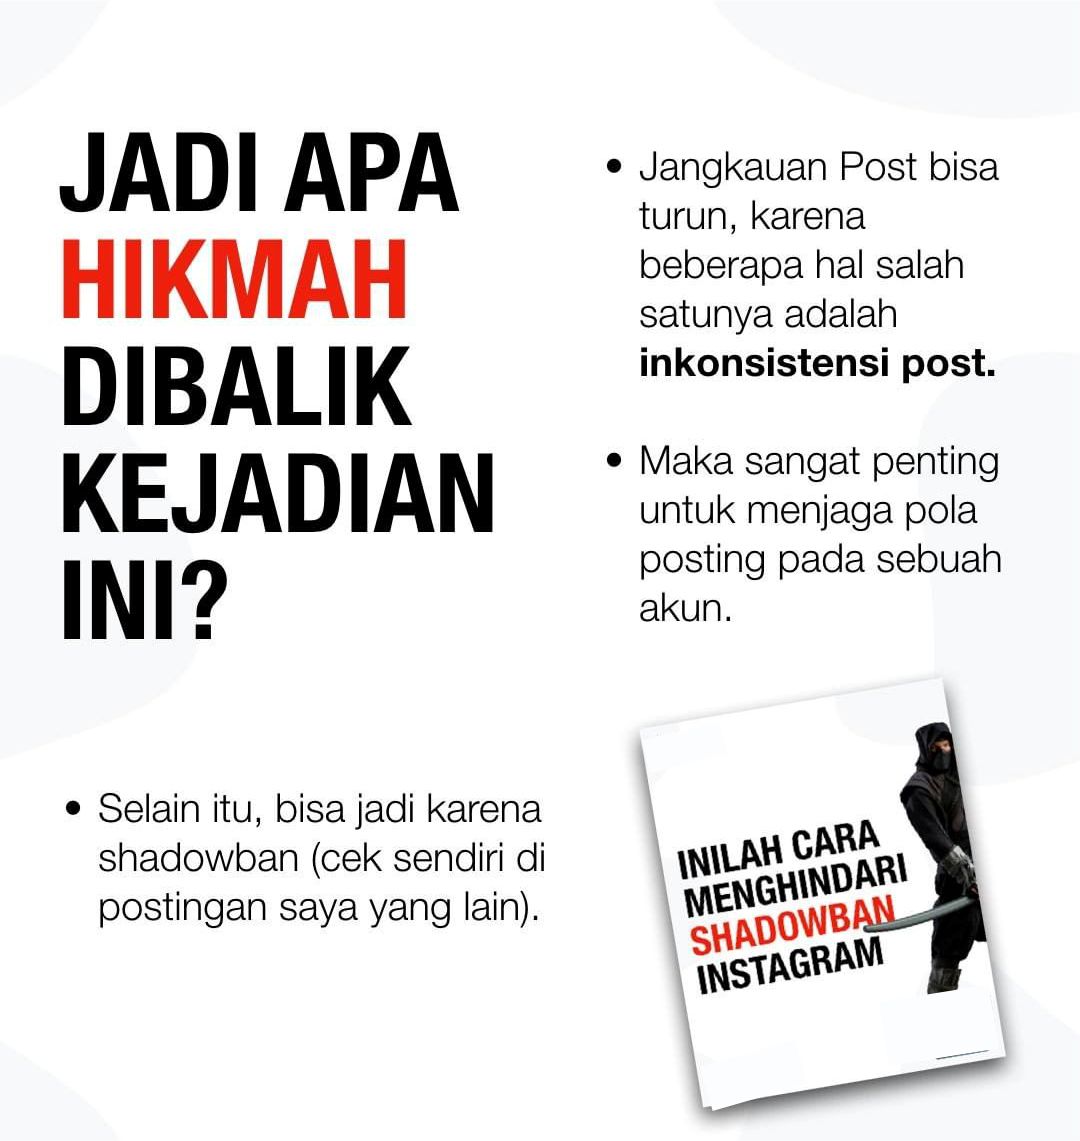 JADI APA
HIKMAH
DIBALIK
KEJADIAN
INI?
• Jangkauan Post bisa
turun, karena
beberapa hal salah
satunya adalah
inkonsistensi post.
• Maka sangat penting
untuk menjaga pola
posting pada sebuah
akun.
• Selain itu, bisa jadi karena
shadowban (cek sendiri di
postingan saya yang lain).
INILAH CARA
MENGHINDARI
SHADOWBAN
INSTAGRAM